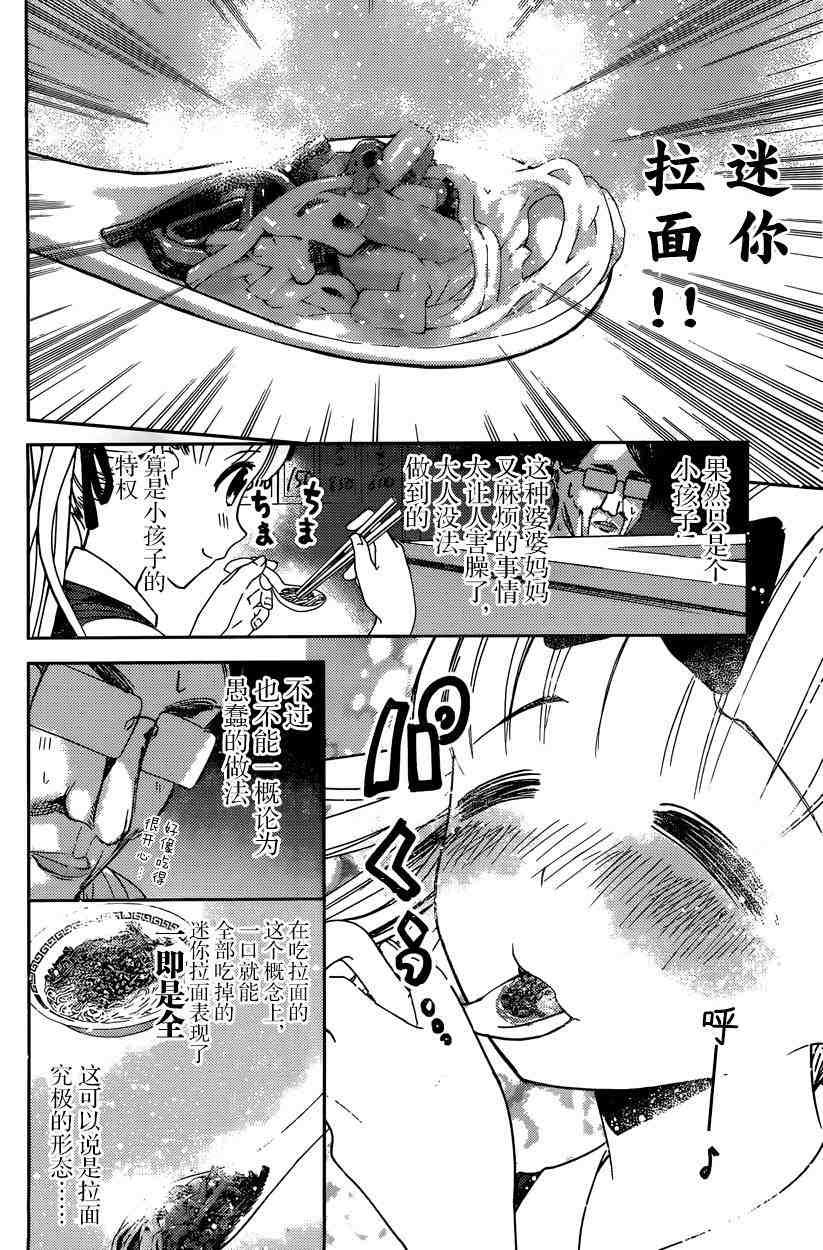 迷你
拉面!!
果然只是个
小孩子
这种婆婆妈妈
又麻烦的事情
太让人害臊了,
大人没法
做到的
ちま
ちま
算是小孩子的
特权
パ
くっ
呼
♪
不过
也不能一概论为
愚蠢的做法
好像吃得
很开心…
在吃拉面的
这个概念上,
一口就能
全部吃掉的
迷你拉面表现了
一即是全
这可以说是拉面
究极的形态……